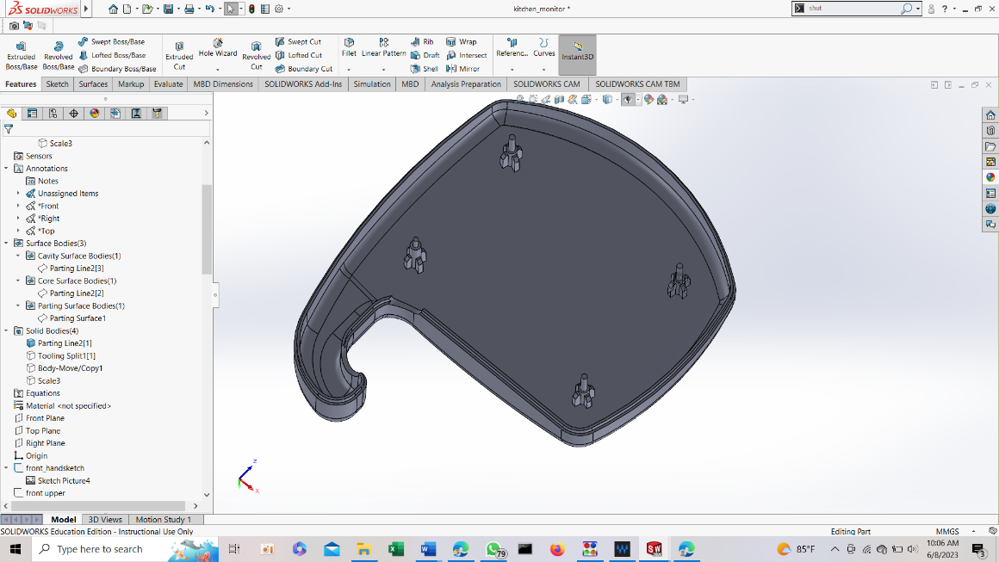 SOLIDWORKS
kitchen_monitor *
shut
Extruded Boss/Base
Revolved Boss/Base
Swept Boss/Base
Lofted Boss/Base
Boundary Boss/Base
Extruded Cut
Hole Wizard
Revolved Cut
Swept Cut
Lofted Cut
Boundary Cut
Fillet
Linear Pattern
Rib
Draft
Shell
Wrap
Intersect
Mirror
Referenc...
Curves
Instant3D
Features
Sketch
Surfaces
Markup
Evaluate
MBD Dimensions
SOLIDWORKS Add-Ins
Simulation
MBD
Analysis Preparation
SOLIDWORKS CAM
SOLIDWORKS CAM TBM
Scale3
Sensors
Annotations
Notes
Unassigned Items
*Front
*Right
*Top
Surface Bodies(3)
Cavity Surface Bodies(1)
Parting Line2[3]
Core Surface Bodies(1)
Parting Line2[2]
Parting Surface Bodies(1)
Parting Surface1
Solid Bodies(4)
Parting Line2[1]
Tooling Split1[1]
Body-Move/Copy1
Scale3
Equations
Material <not specified>
Front Plane
Top Plane
Right Plane
Origin
front_handsketch
Sketch Picture4
front upper
z
x
Model
3D Views
Motion Study 1
SOLIDWORKS Education Edition - Instructional Use Only
Editing Part
MMGS
Type here to search
79
85°F
10:06 AM
6/8/2023
3